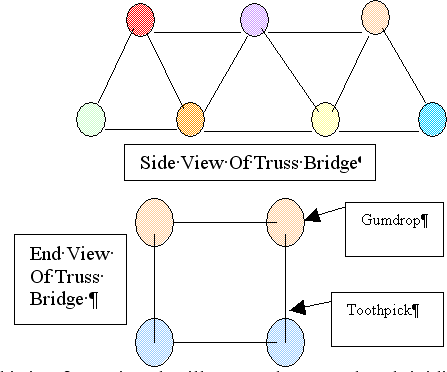 Side·View·Of·Truss·Bridge¶
Gumdrop¶
End·View·
Of·Truss·
Bridge·¶
Toothpick¶